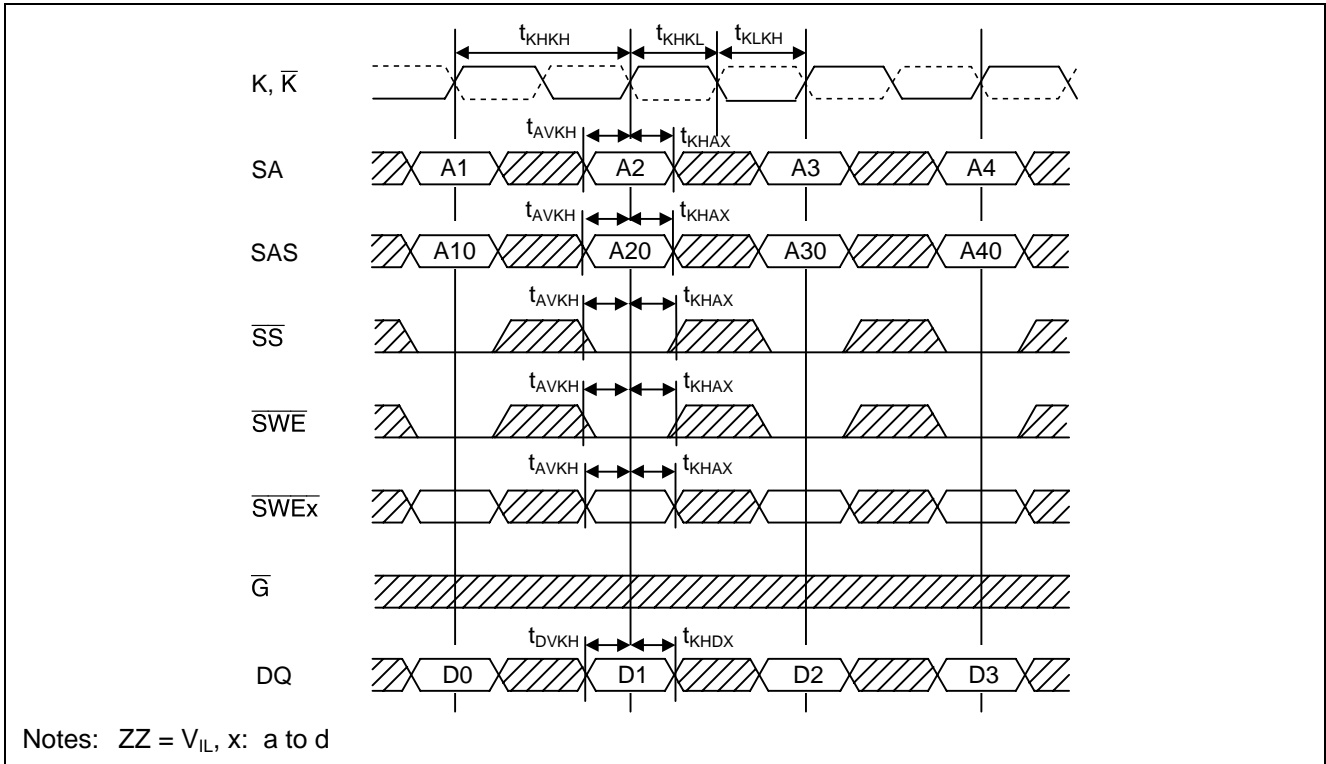 tKHKH tKHKL tKLKH
K, K̅
tAVKH tKHAX
SA A1 A2 A3 A4
tAVKH tKHAX
SAS A10 A20 A30 A40
tAVKH tKHAX
S̅S̅
tAVKH tKHAX
S̅W̅E̅
tAVKH tKHAX
S̅W̅E̅x̅
G̅
tDVKH tKHDX
DQ D0 D1 D2 D3
Notes: ZZ = VIL, x: a to d